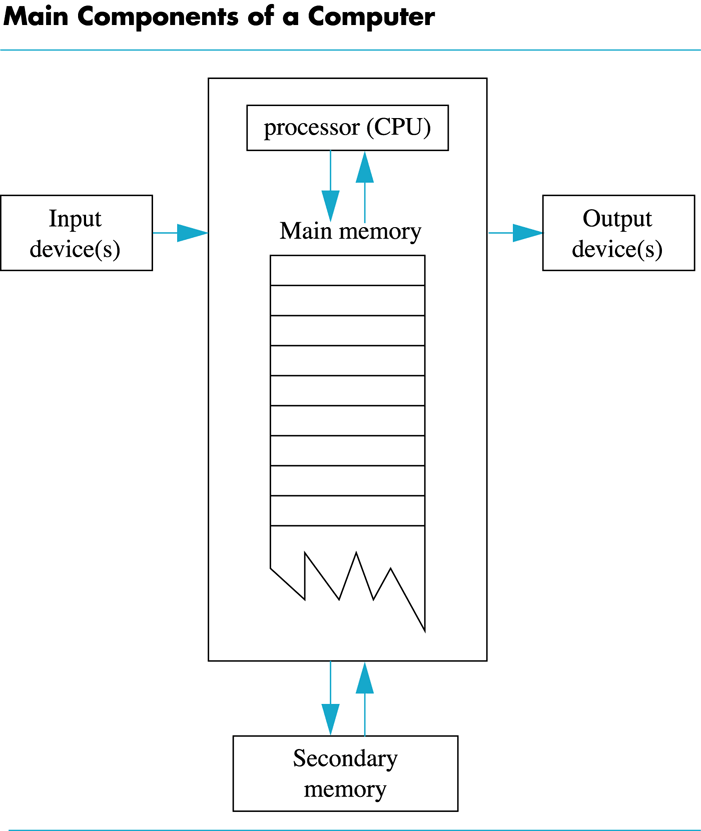 Main Components of a Computer
processor (CPU)
Input
device(s)
Main memory
Output
device(s)
Secondary
memory